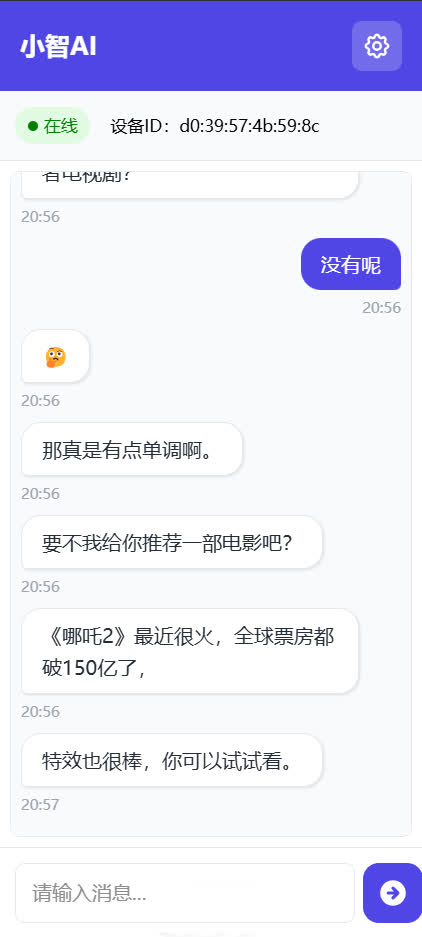 小智AI
在线 设备ID：d0:39:57:4b:59:8c
者电视剧？
20:56
没有呢
20:56
20:56
那真是有点单调啊。
20:56
要不我给你推荐一部电影吧？
20:56
《哪吒2》最近很火，全球票房都
破150亿了，
20:56
特效也很棒，你可以试试看。
20:57
请输入消息...